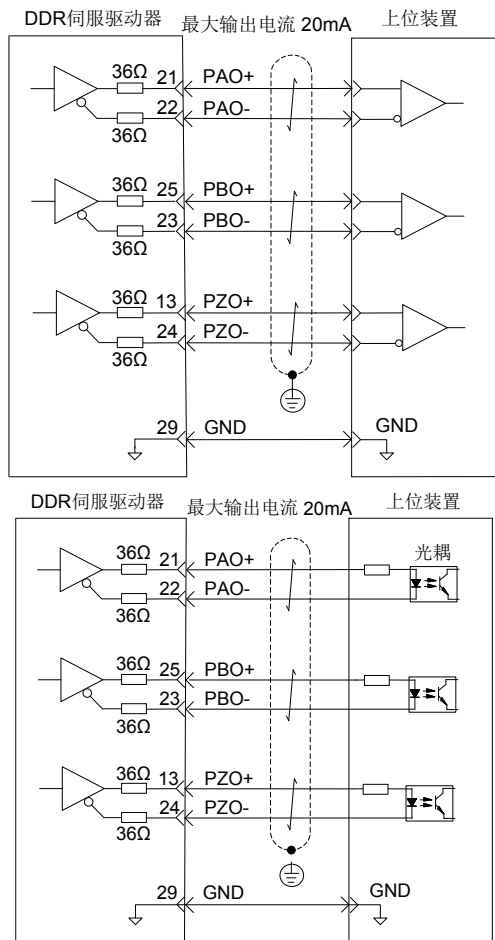 DDR伺服驱动器 最大输出电流 20mA 上位装置
36Ω 21 PAO+
22 PAO-
36Ω
36Ω 25 PBO+
23 PBO-
36Ω
36Ω 13 PZO+
24 PZO-
36Ω
29 GND GND
DDR伺服驱动器 最大输出电流 20mA 上位装置
光耦
36Ω 21 PAO+
22 PAO-
36Ω
36Ω 25 PBO+
23 PBO-
36Ω
36Ω 13 PZO+
24 PZO-
36Ω
29 GND GND